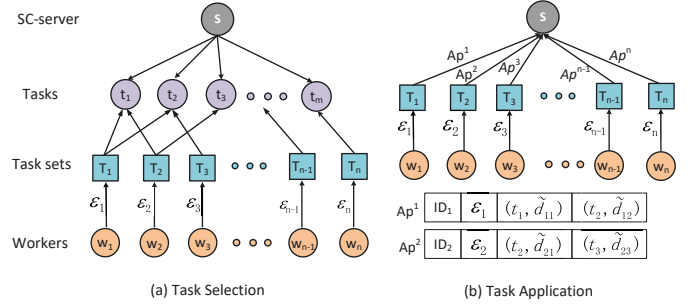 SC-server
S
Tasks
t₁ t₂ t₃ tₘ
Task sets
T₁ T₂ T₃ Tₙ₋₁ Tₙ
ε₁ ε₂ ε₃ εₙ₋₁ εₙ
Workers
w₁ w₂ w₃ wₙ₋₁ wₙ
(a) Task Selection
S
Ap¹ Ap² Ap³ Apⁿ⁻¹ Apⁿ
T₁ T₂ T₃ Tₙ₋₁ Tₙ
ε₁ ε₂ ε₃ εₙ₋₁ εₙ
w₁ w₂ w₃ wₙ₋₁ wₙ
Ap¹ ID₁ ε̅₁ (t₁, d̃₁₁) (t₂, d̃₁₂)
Ap² ID₂ ε̅₂ (t₂, d̃₂₁) (t₃, d̃₂₃)
(b) Task Application